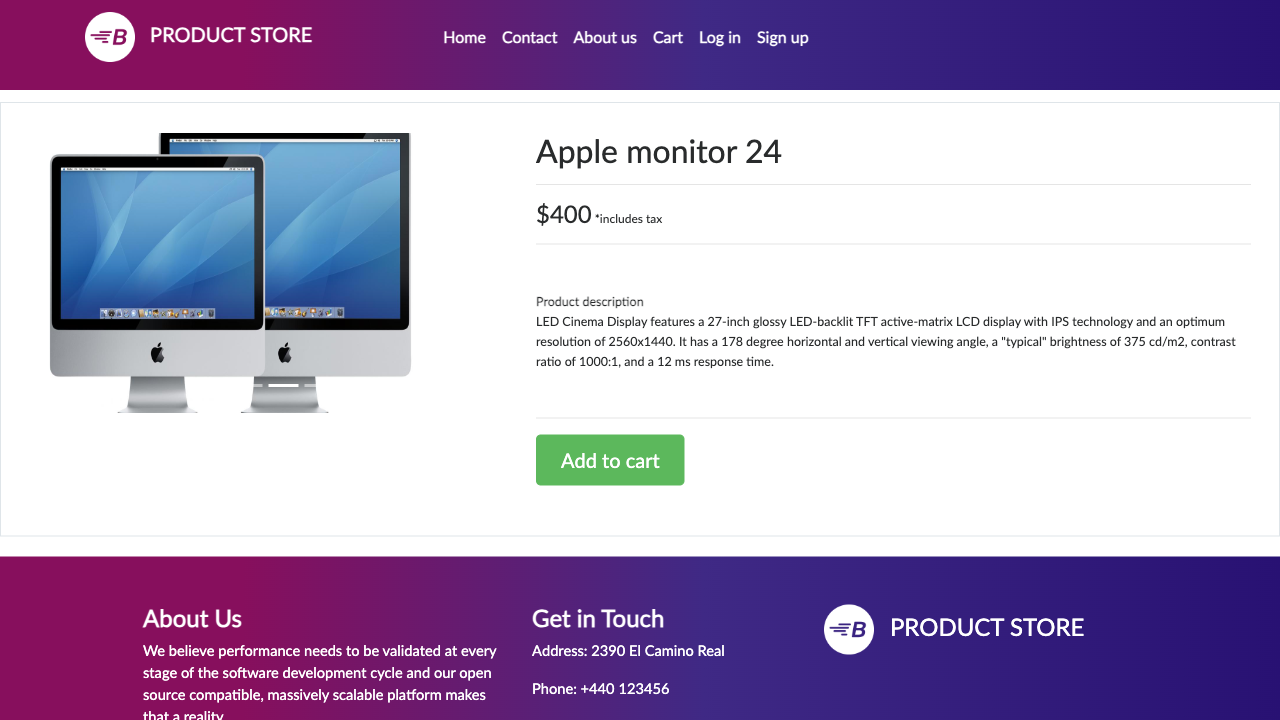 PRODUCT STORE
Home Contact About us Cart Log in Sign up
Apple monitor 24
$400 *includes tax
Product description
LED Cinema Display features a 27-inch glossy LED-backlit TFT active-matrix LCD display with IPS technology and an optimum
resolution of 2560x1440. It has a 178 degree horizontal and vertical viewing angle, a "typical" brightness of 375 cd/m2, contrast
ratio of 1000:1, and a 12 ms response time.
Add to cart
About Us
We believe performance needs to be validated at every
stage of the software development cycle and our open
source compatible, massively scalable platform makes
that a reality.
Get in Touch
Address: 2390 El Camino Real
Phone: +440 123456
B PRODUCT STORE